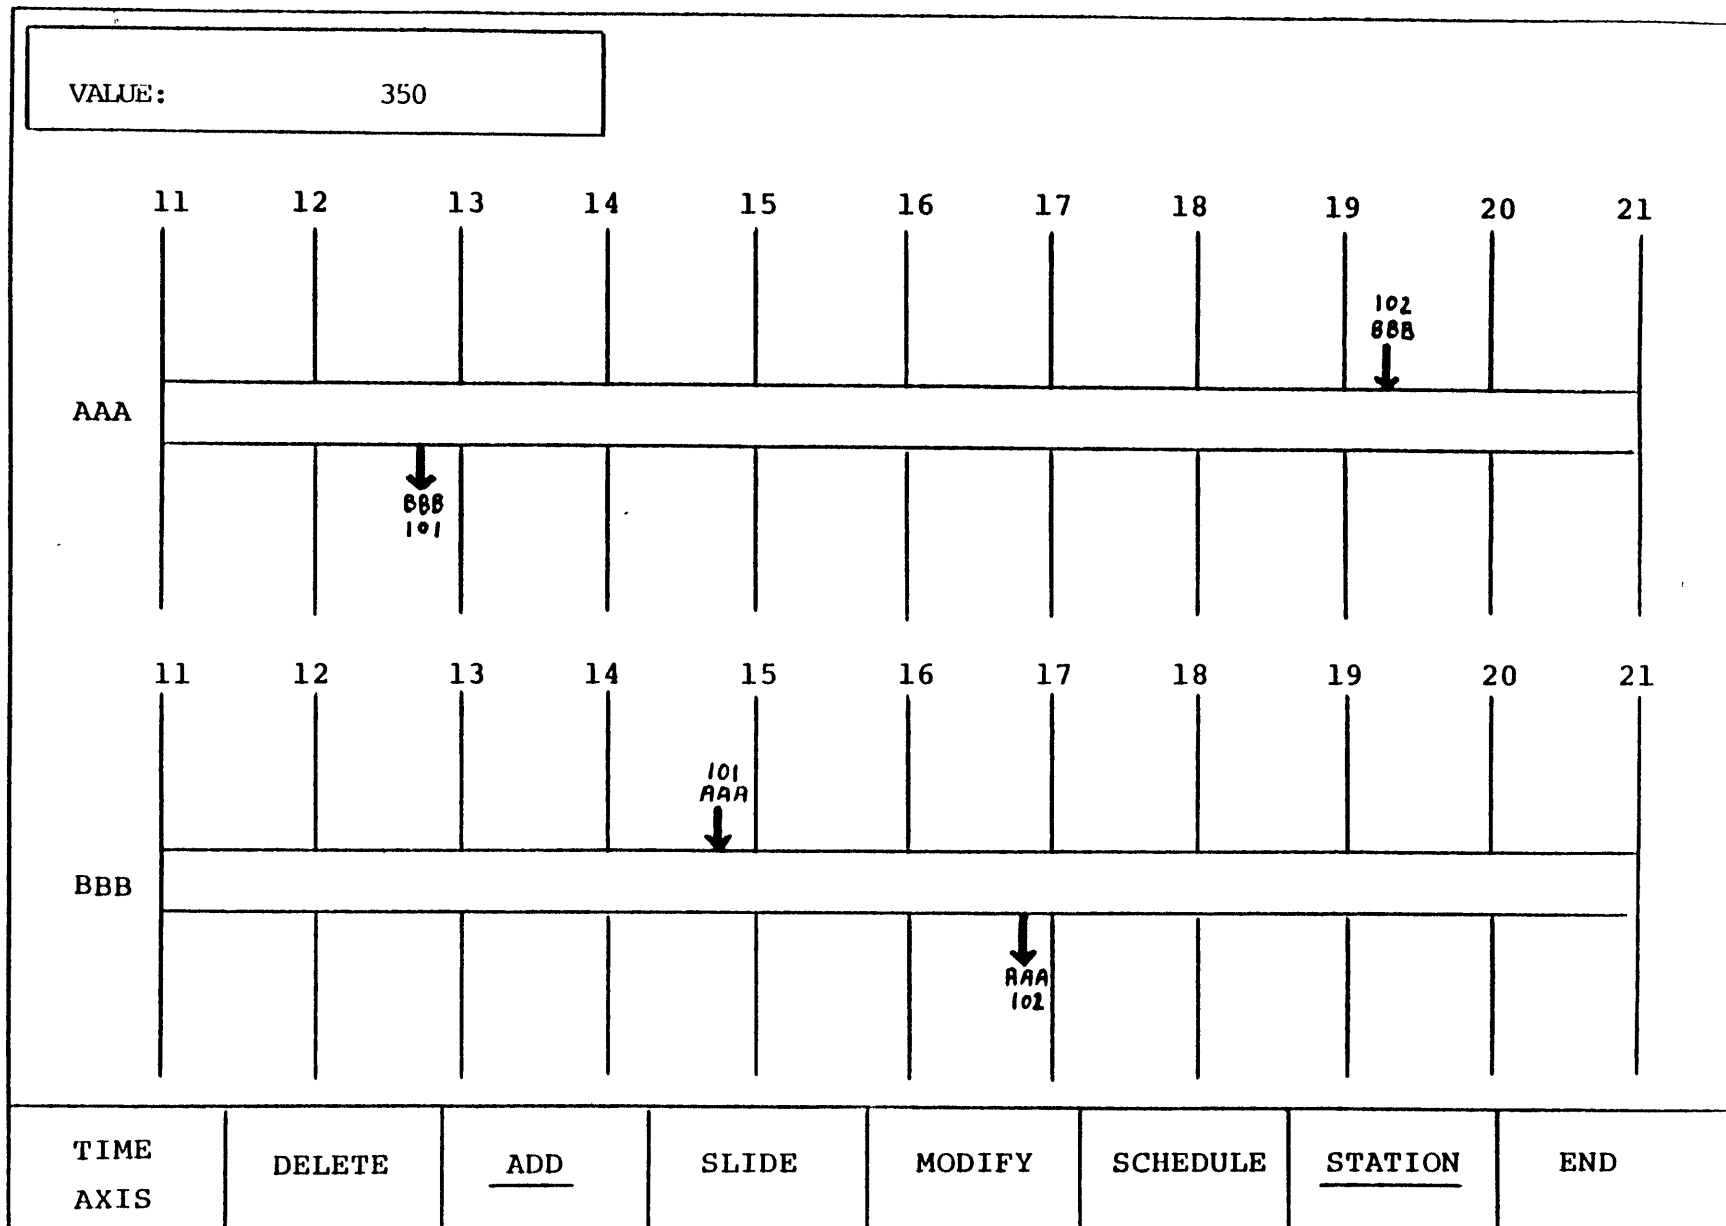 VALUE: 350
11 12 13 14 15 16 17 18 19 20 21
102
BBB
AAA
BBB
101
11 12 13 14 15 16 17 18 19 20 21
101
AAA
BBB
AAA
102
TIME AXIS
DELETE
ADD
SLIDE
MODIFY
SCHEDULE
STATION
END